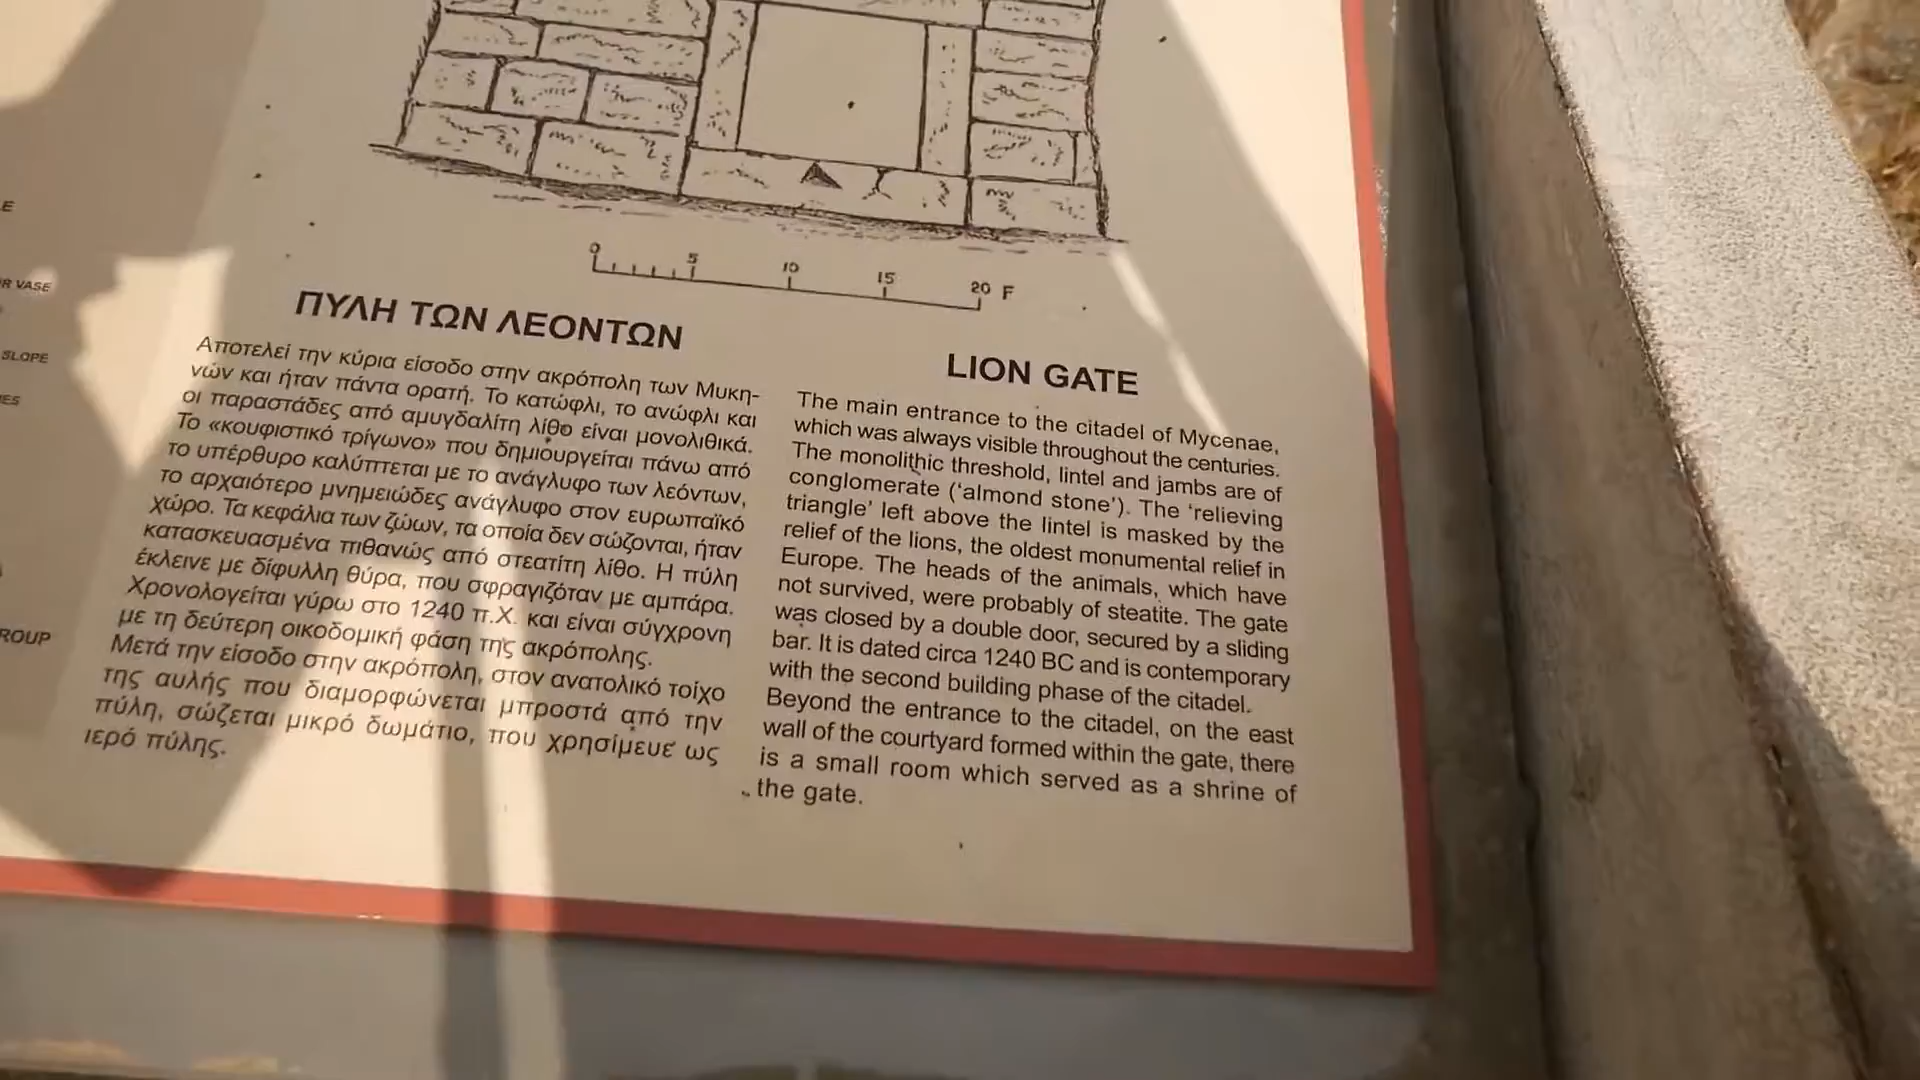 E
R VASE
SLOPE
ES
ROUP
0 5 10 15 20 F
ΠΥΛΗ ΤΩΝ ΛΕΟΝΤΩΝ
Αποτελεί την κύρια είσοδο στην ακρόπολη των Μυκη-
νών και ήταν πάντα ορατή. Το κατώφλι, το ανώφλι και
οι παραστάδες από αμυγδαλίτη λίθο είναι μονολιθικά.
Το «κουφιστικό τρίγωνο» που δημιουργείται πάνω από
το υπέρθυρο καλύπτεται με το ανάγλυφο των λεόντων,
το αρχαιότερο μνημειώδες ανάγλυφο στον ευρωπαϊκό
χώρο. Τα κεφάλια των ζώων, τα οποία δεν σώζονται, ήταν
κατασκευασμένα πιθανώς από στεατίτη λίθο. Η πύλη
έκλεινε με δίφυλλη θύρα, που σφραγιζόταν με αμπάρα.
Χρονολογείται γύρω στο 1240 π.Χ. και είναι σύγχρονη
με τη δεύτερη οικοδομική φάση της ακρόπολης.
Μετά την είσοδο στην ακρόπολη, στον ανατολικό τοίχο
της αυλής που διαμορφώνεται μπροστά από την
πύλη, σώζεται μικρό δωμάτιο, που χρησίμευε ως
ιερό πύλης.
LION GATE
The main entrance to the citadel of Mycenae,
which was always visible throughout the centuries.
The monolithic threshold, lintel and jambs are of
conglomerate (‘almond stone’). The ‘relieving
triangle’ left above the lintel is masked by the
relief of the lions, the oldest monumental relief in
Europe. The heads of the animals, which have
not survived, were probably of steatite. The gate
was closed by a double door, secured by a sliding
bar. It is dated circa 1240 BC and is contemporary
with the second building phase of the citadel.
Beyond the entrance to the citadel, on the east
wall of the courtyard formed within the gate, there
is a small room which served as a shrine of
the gate.